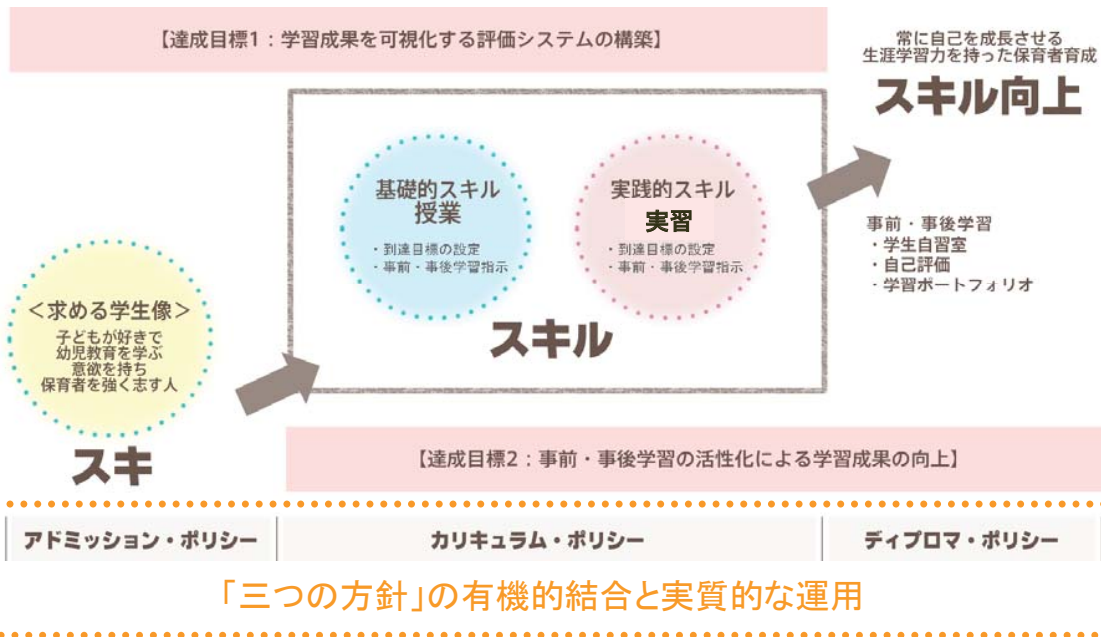 【達成目標1：学習成果を可視化する評価システムの構築】
常に自己を成長させる
生涯学習力を持った保育者育成
スキル向上
基礎的スキル
授業
・到達目標の設定
・事前・事後学習指示
実践的スキル
実習
・到達目標の設定
・事前・事後学習指示
スキル
事前・事後学習
・学生自習室
・自己評価
・学習ポートフォリオ
＜求める学生像＞
子どもが好きで
幼児教育を学ぶ
意欲を持ち
保育者を強く志す人
スキ
【達成目標2：事前・事後学習の活性化による学習成果の向上】
アドミッション・ポリシー
カリキュラム・ポリシー
ディプロマ・ポリシー
「三つの方針」の有機的結合と実質的な運用